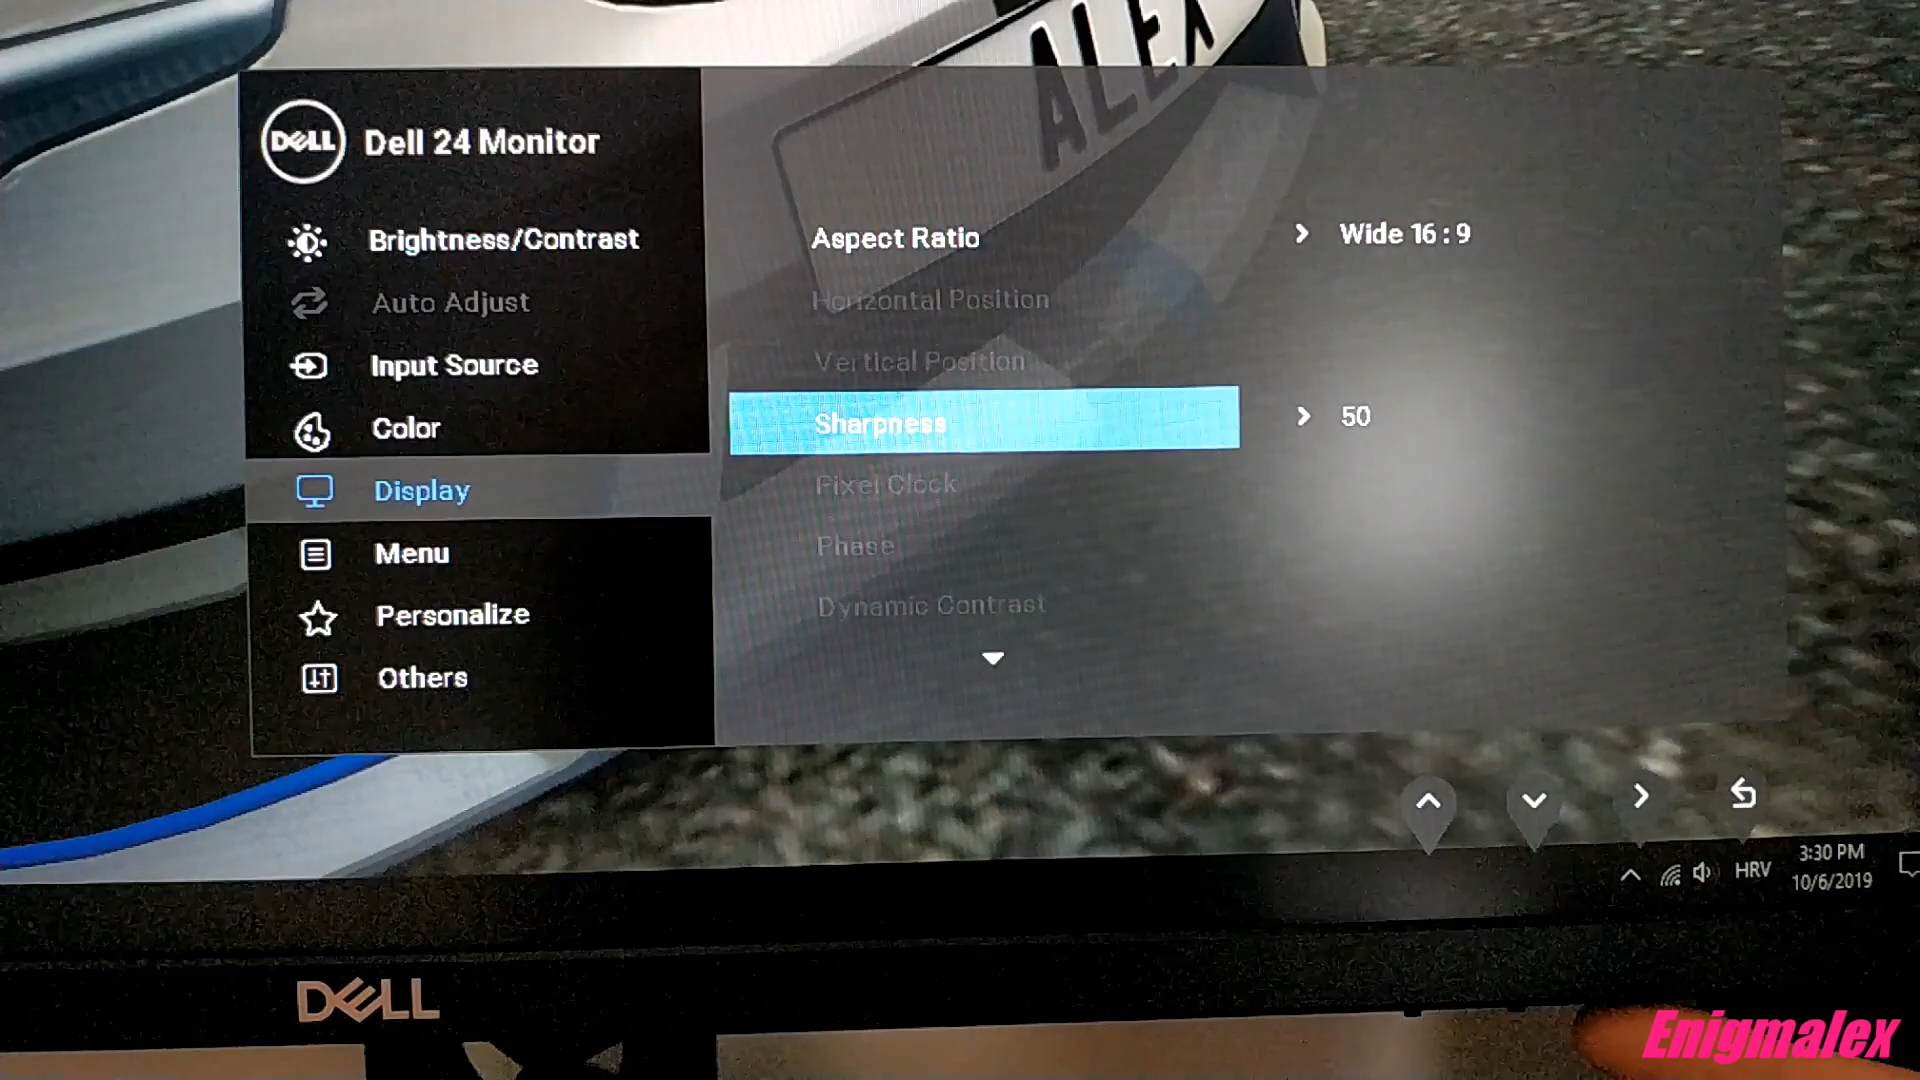 ALEX
DELL Dell 24 Monitor
Brightness/Contrast
Auto Adjust
Input Source
Color
Display
Menu
Personalize
Others
Aspect Ratio
Wide 16:9
Horizontal Position
Vertical Position
Sharpness
50
Pixel Clock
Phase
Dynamic Contrast
HRV
3:30 PM
10/6/2019
DELL
Enigmalex